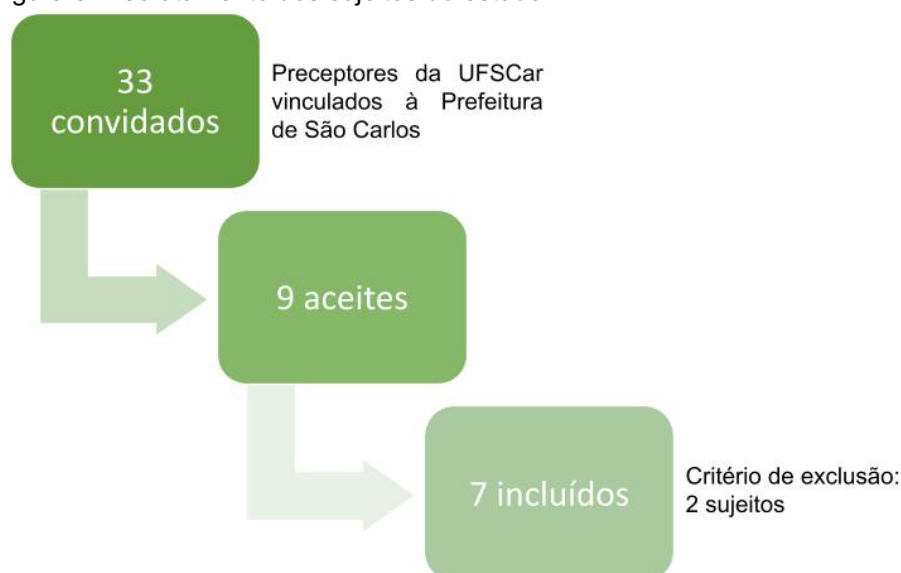 33
convidados
Preceptores da UFSCar
vinculados à Prefeitura
de São Carlos
9 aceites
7 incluídos
Critério de exclusão:
2 sujeitos